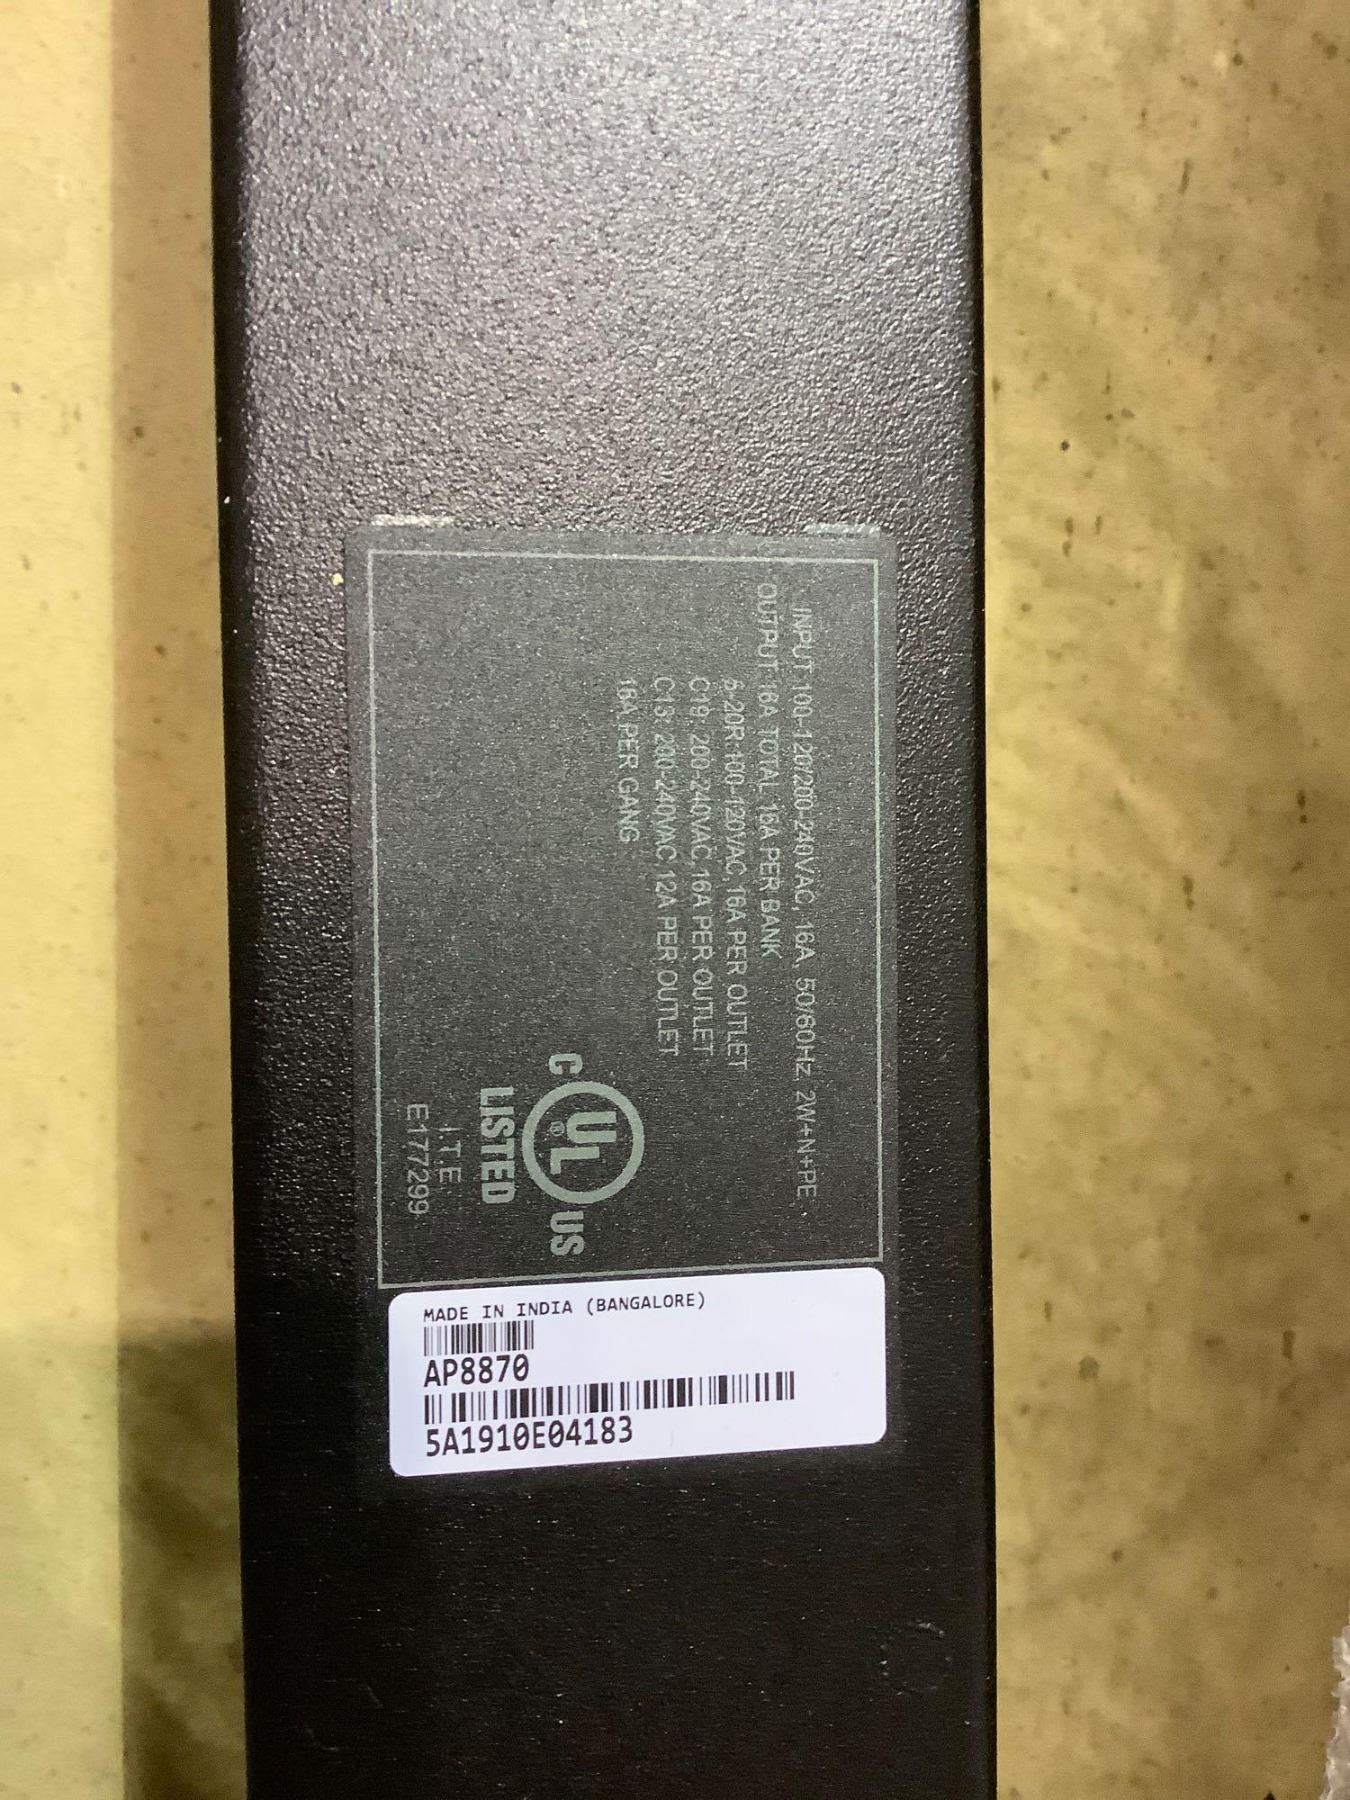 INPUT 100-120/200-240VAC, 16A, 50/60Hz, 2W+N+PE
OUTPUT 16A TOTAL, 16A PER BANK
5-20R:100-120VAC, 16A PER OUTLET
C19: 200-240VAC, 16A PER OUTLET
C13: 200-240VAC, 12A PER OUTLET
16A PER GANG
C UL® US
LISTED
I.T.E.
E177299
MADE IN INDIA (BANGALORE)
AP8870
5A1910E04183